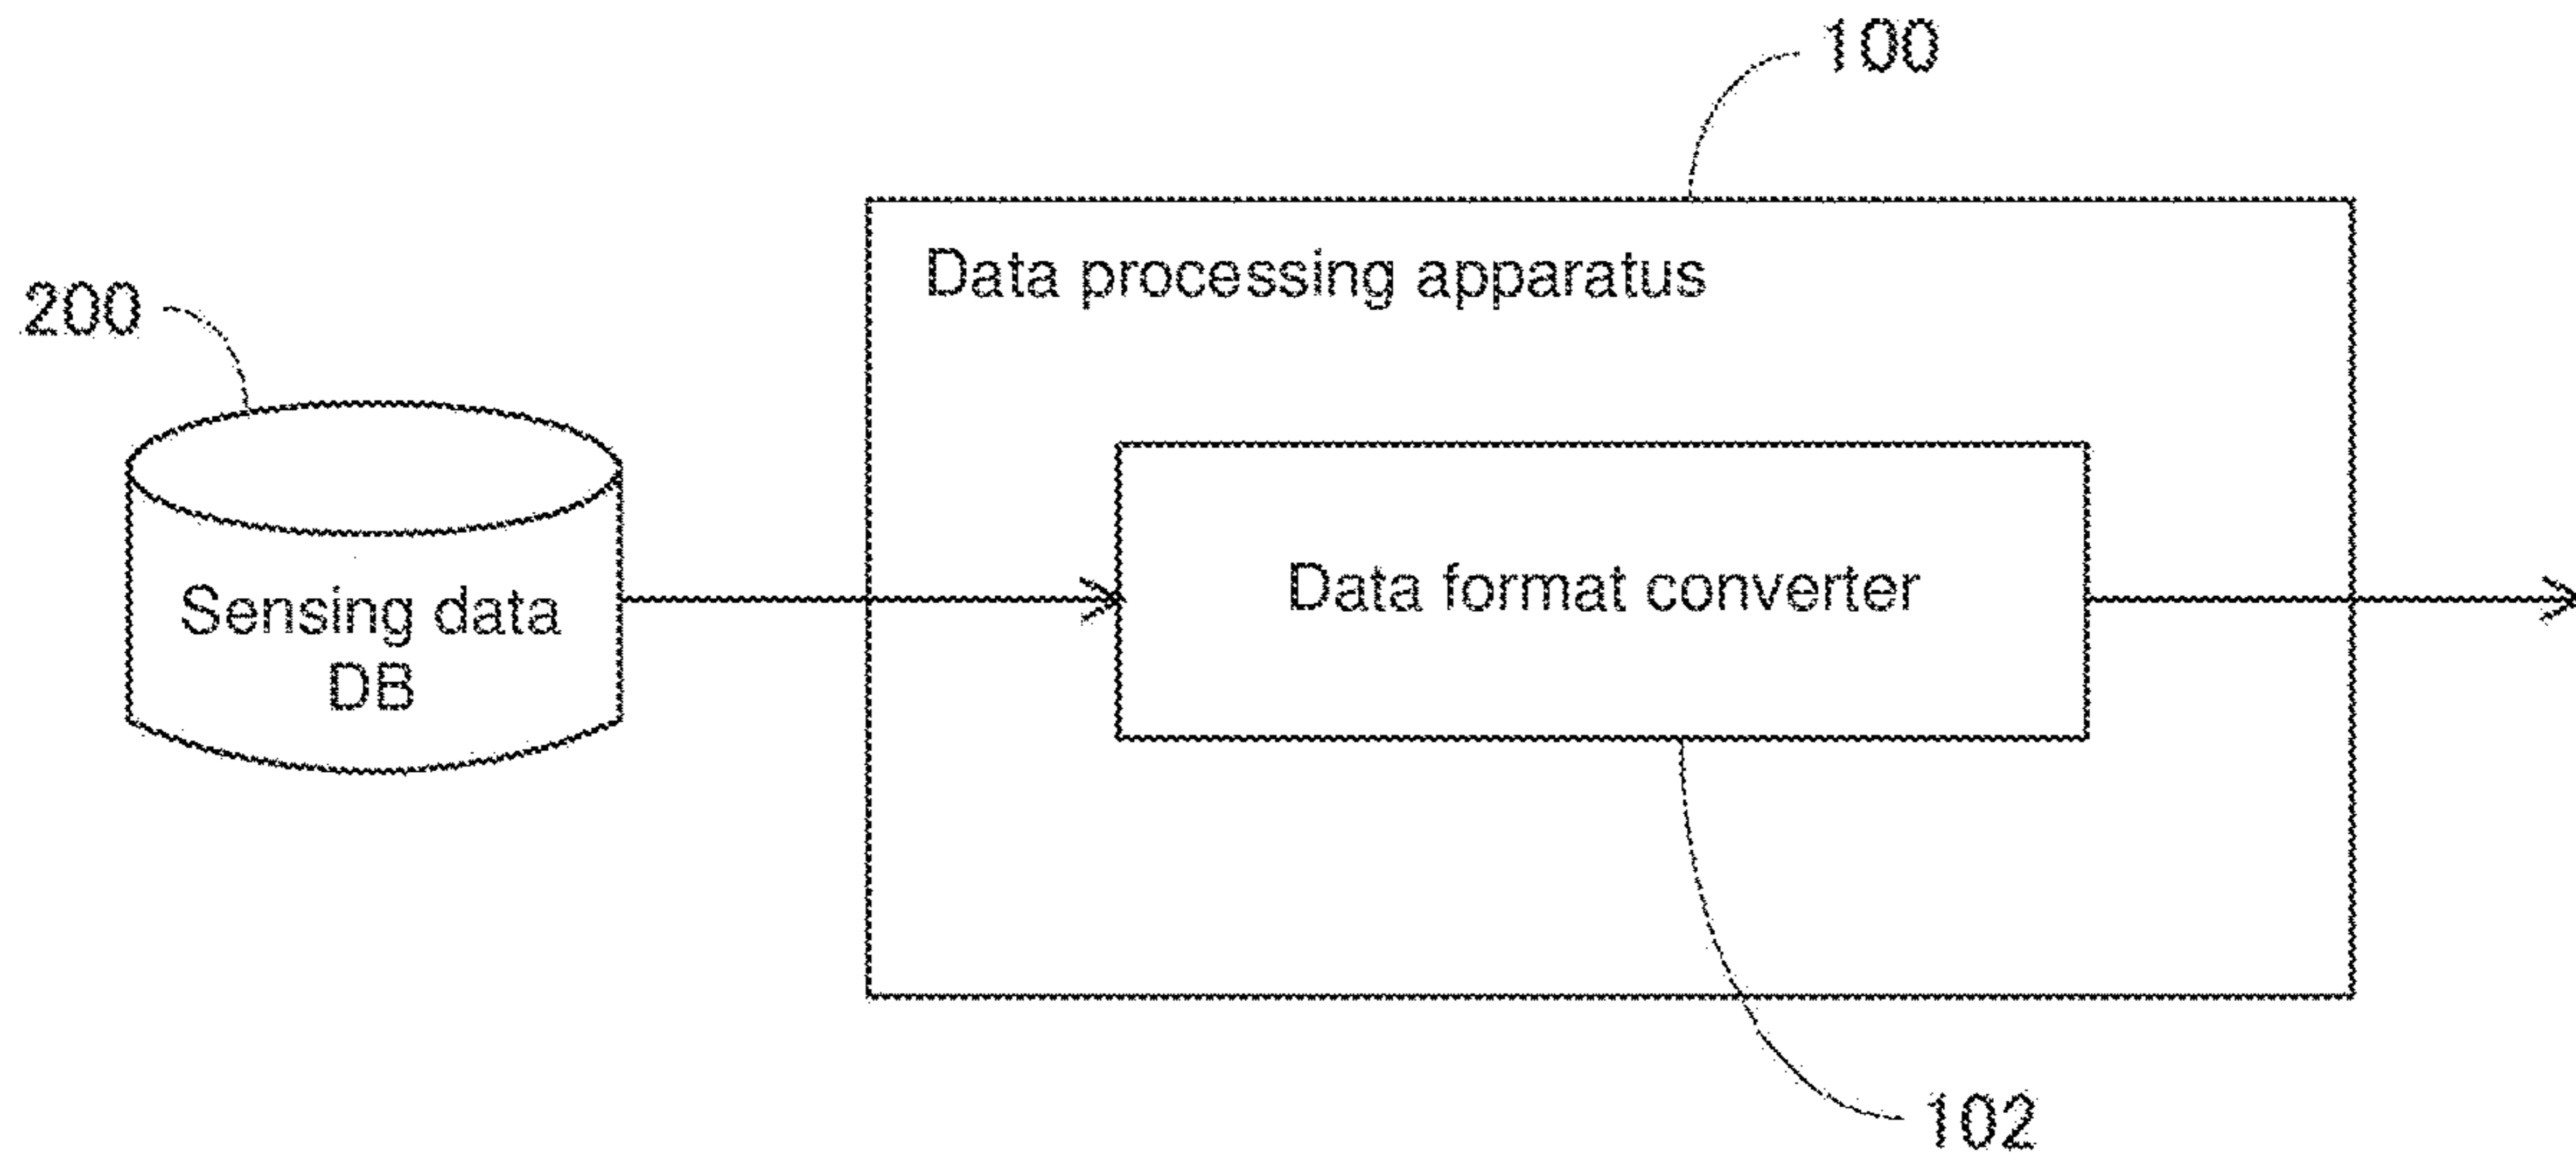 100
Data processing apparatus
200
Data format converter
Sensing data
DB
102